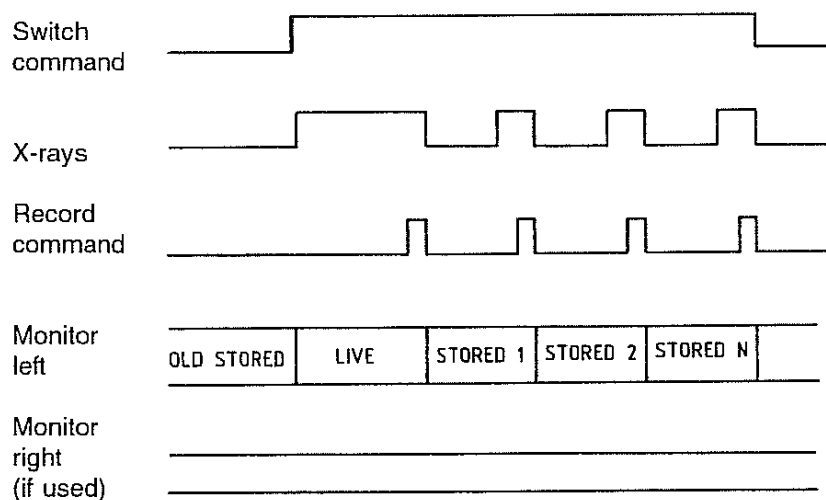 Switch
command
X-rays
Record
command
Monitor
left
OLD STORED
LIVE
STORED 1
STORED 2
STORED N
Monitor
right
(if used)